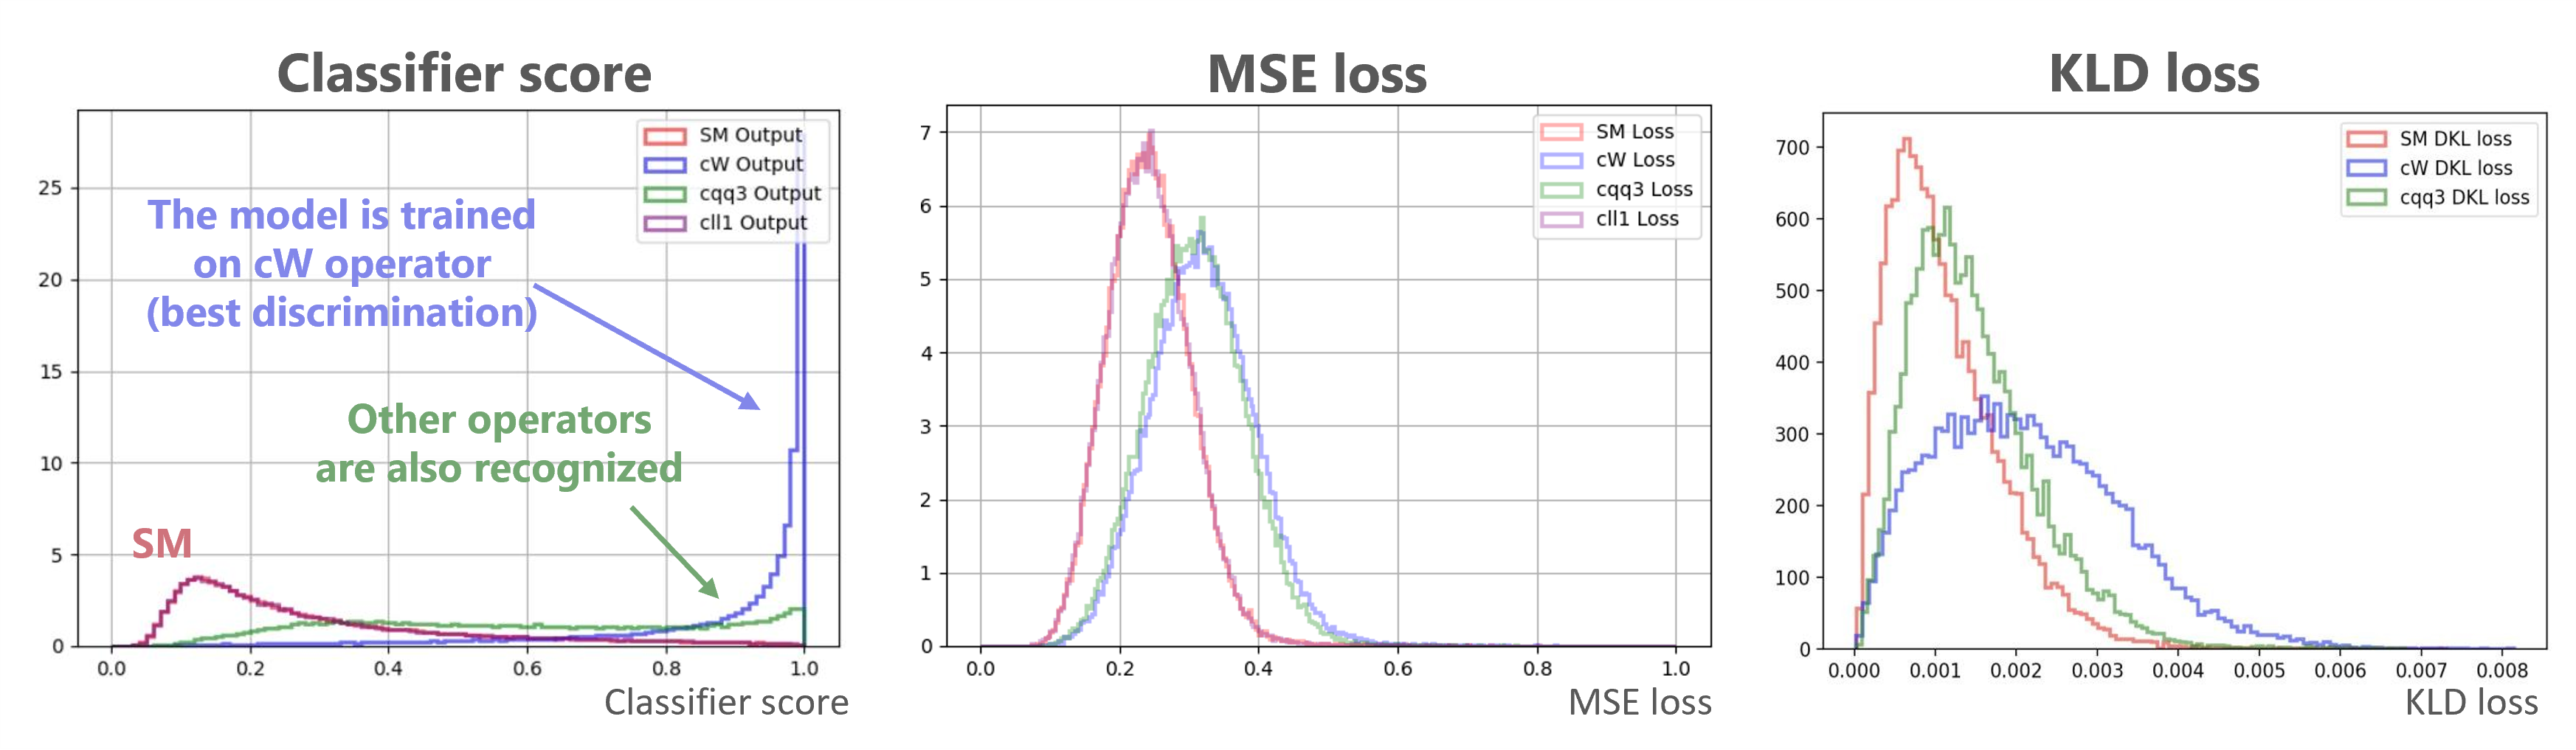 Classifier score
MSE loss
KLD loss
SM Output
cW Output
cqq3 Output
cll1 Output
25
20
15
10
5
0
The model is trained
on cW operator
(best discrimination)
Other operators
are also recognized
SM
0.0 0.2 0.4 0.6 0.8 1.0
Classifier score
SM Loss
cW Loss
cqq3 Loss
cll1 Loss
7
6
5
4
3
2
1
0
0.0 0.2 0.4 0.6 0.8 1.0
MSE loss
SM DKL loss
cW DKL loss
cqq3 DKL loss
700
600
500
400
300
200
100
0
0.000 0.001 0.002 0.003 0.004 0.005 0.006 0.007 0.008
KLD loss